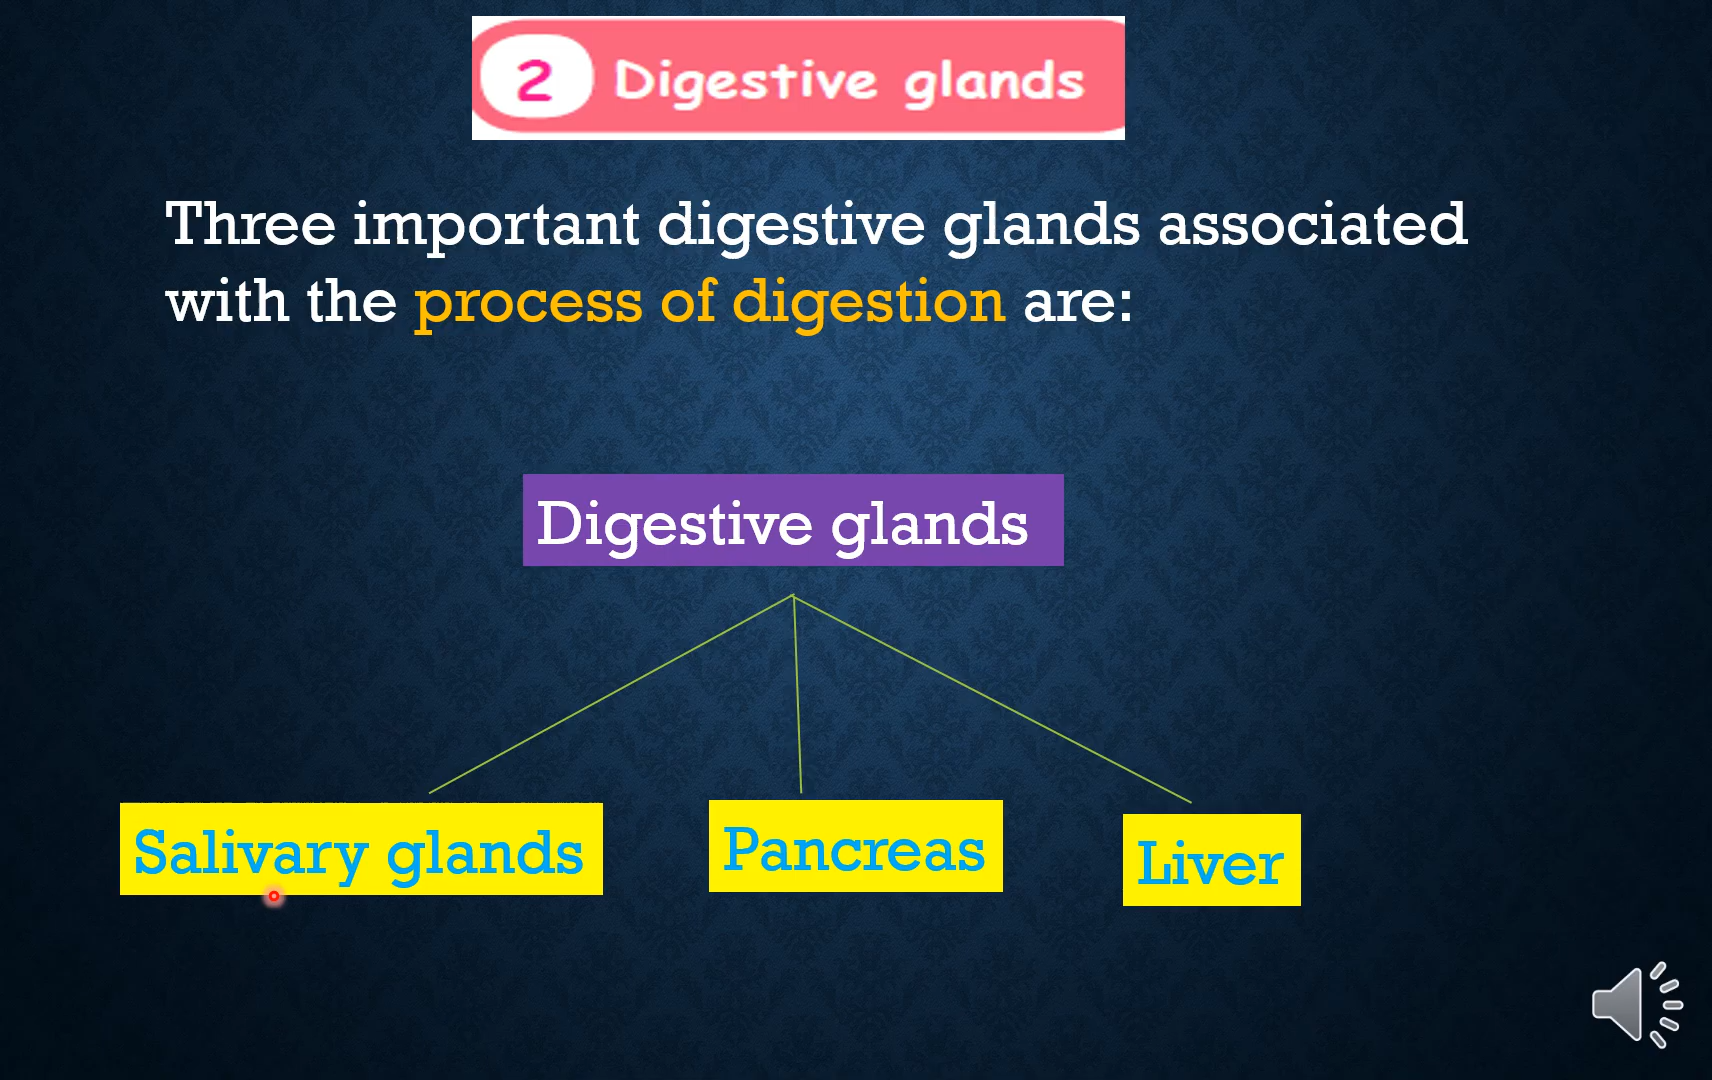 2 Digestive glands
Three important digestive glands associated
with the process of digestion are:
Digestive glands
Salivary glands
Pancreas
Liver